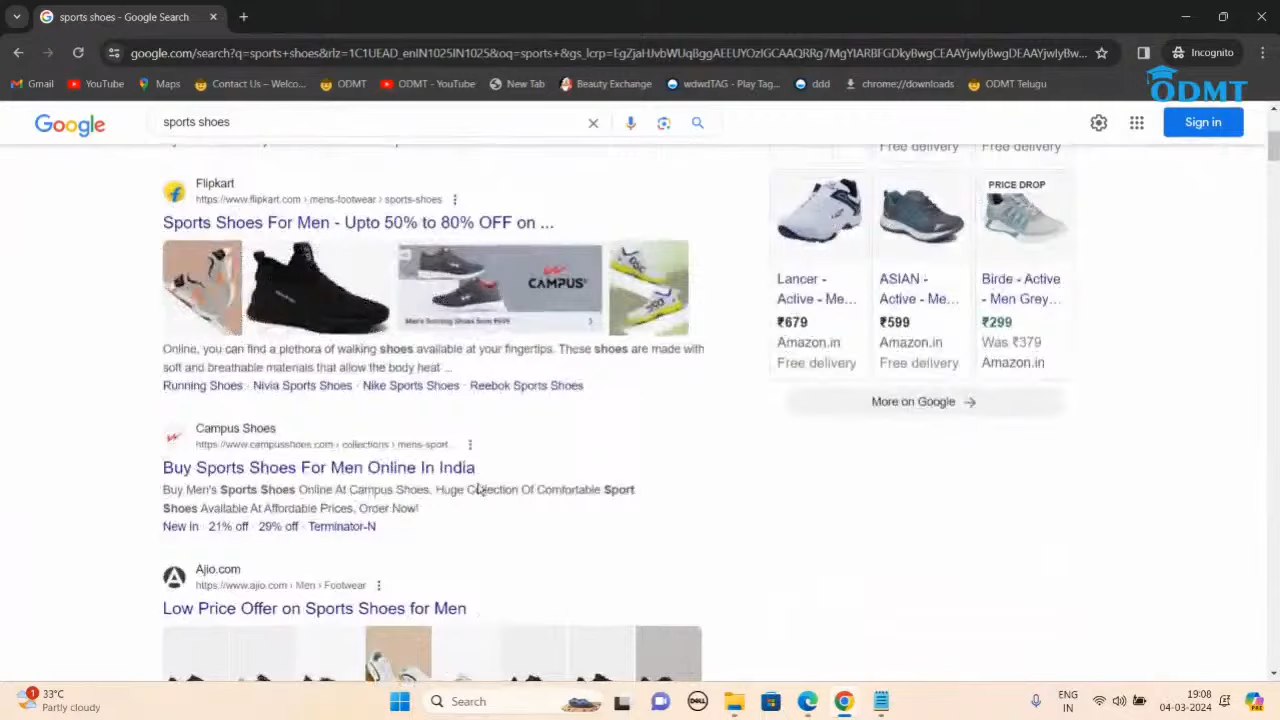 sports shoes - Google Search
google.com/search?q=sports+shoes&rlz=1C1UEAD_enIN1025IN1025&oq=sports+&gs_lcrp=
Incognito
Gmail
YouTube
Maps
Contact Us – Welco...
ODMT
ODMT - YouTube
New Tab
Beauty Exchange
wdwdTAG - Play Tag...
ddd
chrome://downloads
ODMT Telugu
ODMT
Google
sports shoes
Sign in
Free delivery
Free delivery
Flipkart
https://www.flipkart.com › mens-footwear › sports-shoes
Sports Shoes For Men - Upto 50% to 80% OFF on ...
CAMPUS
Online, you can find a plethora of walking shoes available at your fingertips. These shoes are made with
soft and breathable materials that allow the body heat ...
Running Shoes · Nivia Sports Shoes · Nike Sports Shoes · Reebok Sports Shoes
PRICE DROP
Lancer -
Active - Me...
₹679
Amazon.in
Free delivery
ASIAN -
Active - Me...
₹599
Amazon.in
Free delivery
Birde - Active
- Men Grey...
₹299
Was ₹379
Amazon.in
More on Google
Campus Shoes
https://www.campusshoes.com › collections › mens-sport...
Buy Sports Shoes For Men Online In India
Buy Men's Sports Shoes Online At Campus Shoes. Huge Collection Of Comfortable Sport
Shoes Available At Affordable Prices, Order Now!
New In · 21% off · 29% off · Terminator-N
Ajio.com
https://www.ajio.com › Men › Footwear
Low Price Offer on Sports Shoes for Men
1
33°C
Partly cloudy
Search
DELL
ENG
IN
19:08
04-03-2024